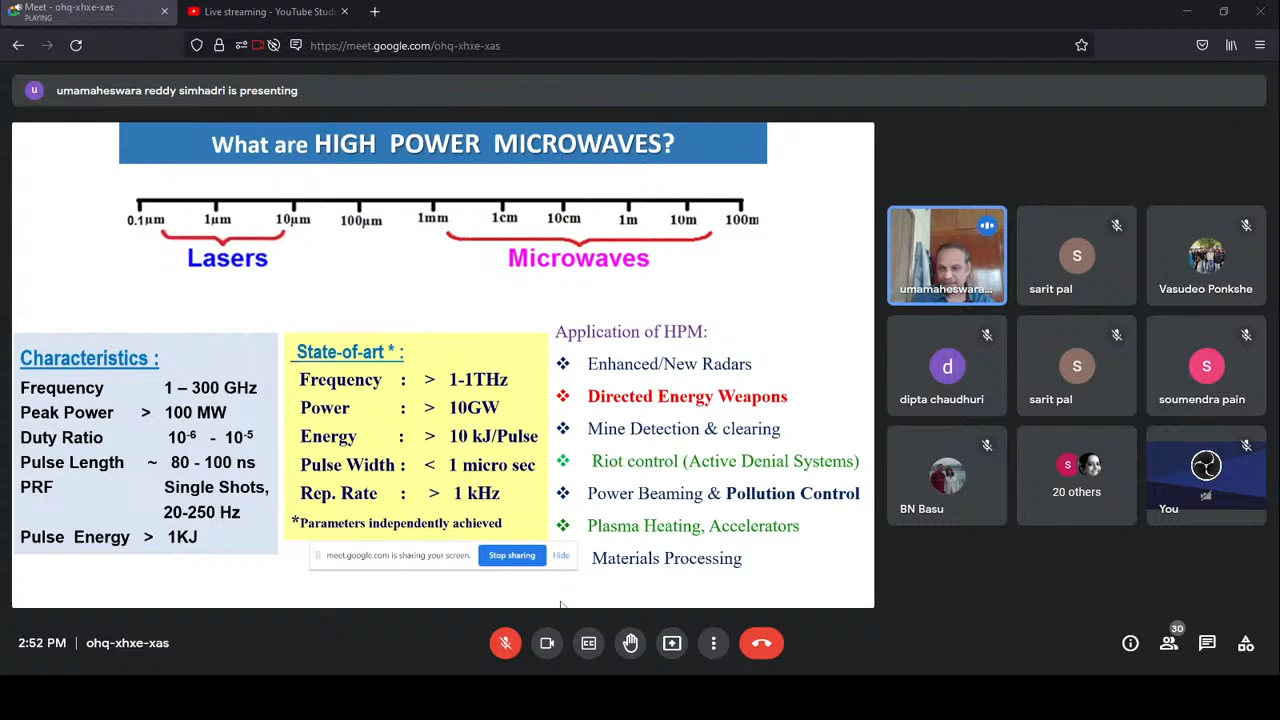 Meet - ohq-xhxe-xas
PLAYING
Live streaming - YouTube Studi
https://meet.google.com/ohq-xhxe-xas
u
umamaheswara reddy simhadri is presenting
What are HIGH POWER MICROWAVES?
0.1µm 1µm 10µm 100µm 1mm 1cm 10cm 1m 10m 100m
Lasers Microwaves
Characteristics :
Frequency 1 – 300 GHz
Peak Power > 100 MW
Duty Ratio 10-6 - 10-5
Pulse Length ~ 80 - 100 ns
PRF Single Shots,
20-250 Hz
Pulse Energy > 1KJ
State-of-art * :
Frequency : > 1-1THz
Power : > 10GW
Energy : > 10 kJ/Pulse
Pulse Width : < 1 micro sec
Rep. Rate : > 1 kHz
*Parameters independently achieved
Application of HPM:
Enhanced/New Radars
Directed Energy Weapons
Mine Detection & clearing
Riot control (Active Denial Systems)
Power Beaming & Pollution Control
Plasma Heating, Accelerators
Materials Processing
meet.google.com is sharing your screen. Stop sharing Hide
umamaheswara...
s
sarit pal
Vasudeo Ponkshe
d
dipta chaudhuri
s
sarit pal
s
soumendra pain
BN Basu
s
20 others
You
2:52 PM | ohq-xhxe-xas
30